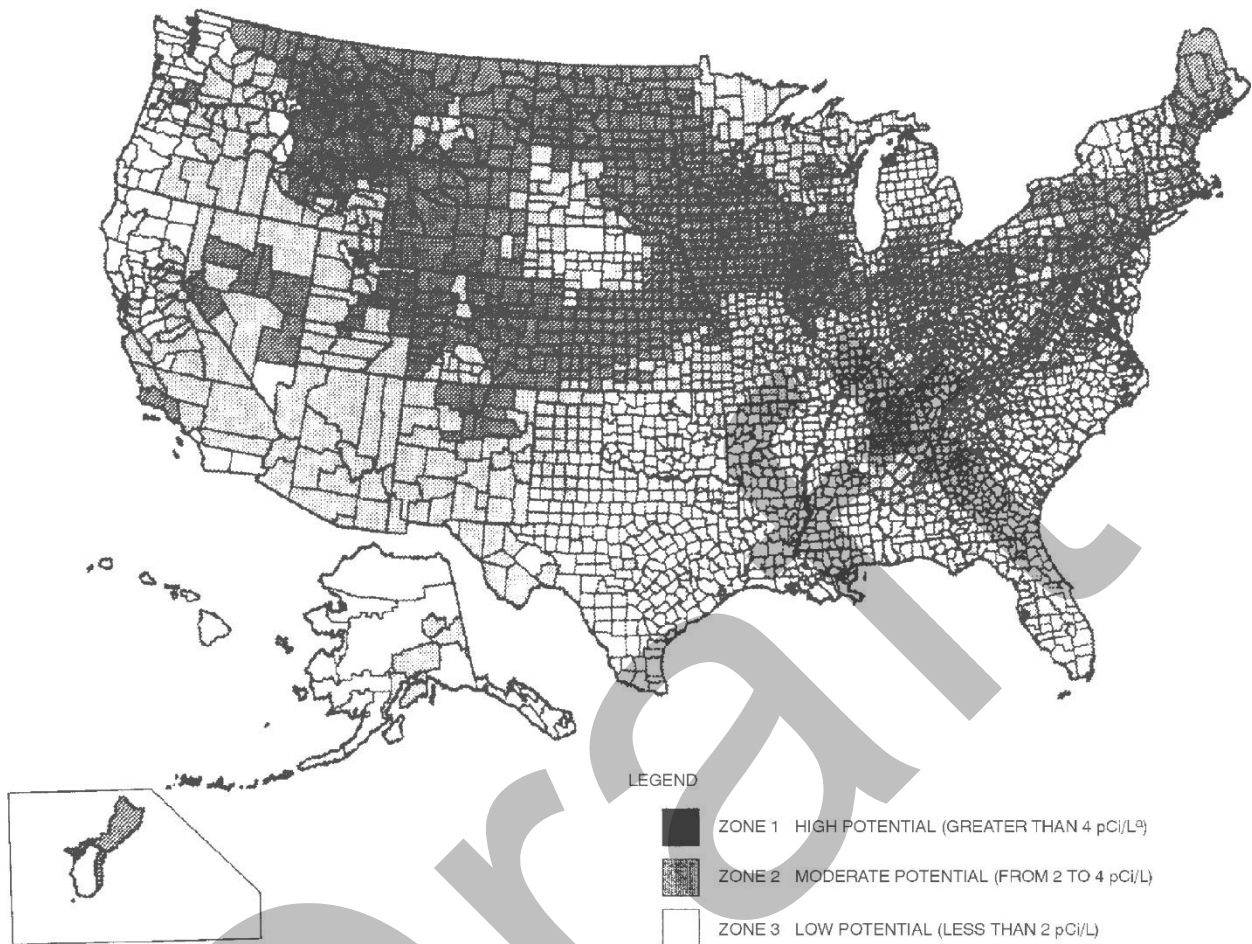 LEGEND
ZONE 1 HIGH POTENTIAL (GREATER THAN 4 pCi/Lᵃ)
ZONE 2 MODERATE POTENTIAL (FROM 2 TO 4 pCi/L)
ZONE 3 LOW POTENTIAL (LESS THAN 2 pCi/L)
Draft